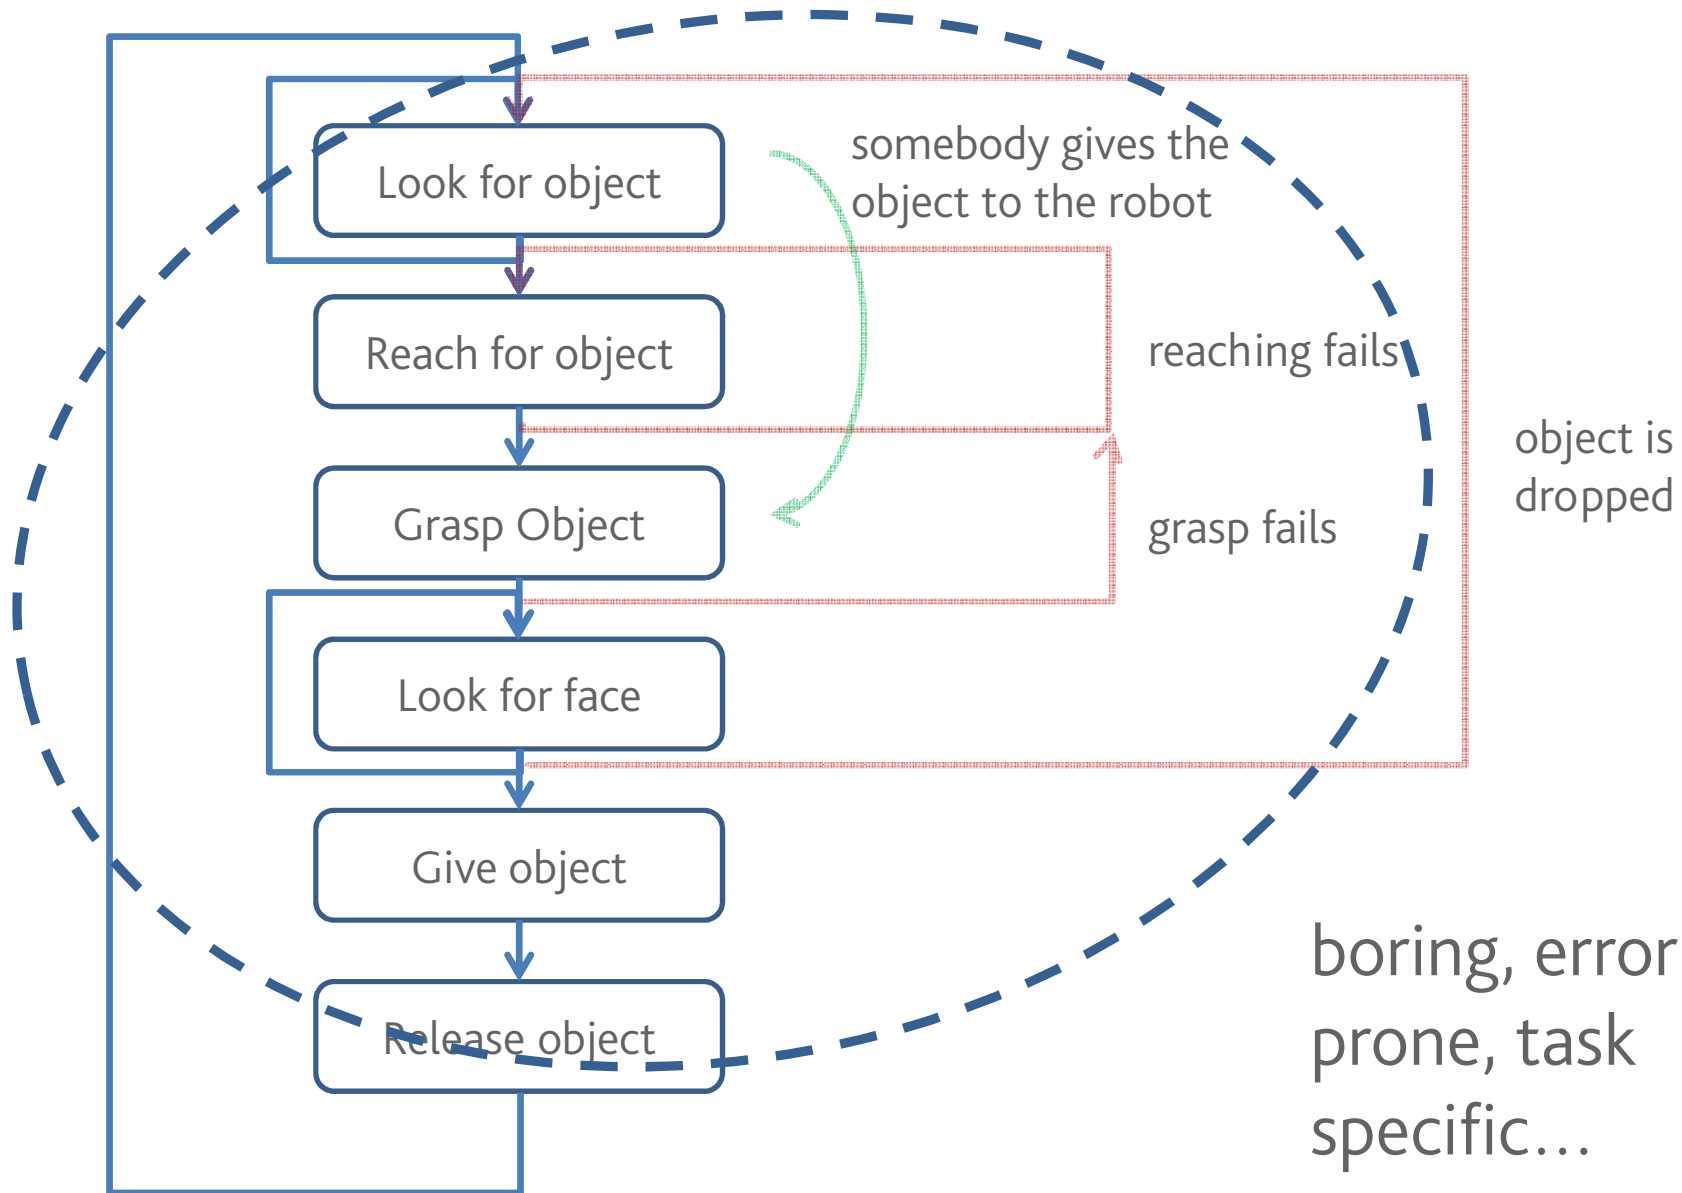 Look for object
somebody gives the
object to the robot
Reach for object
reaching fails
object is
dropped
Grasp Object
grasp fails
Look for face
Give object
Release object
boring, error
prone, task
specific…